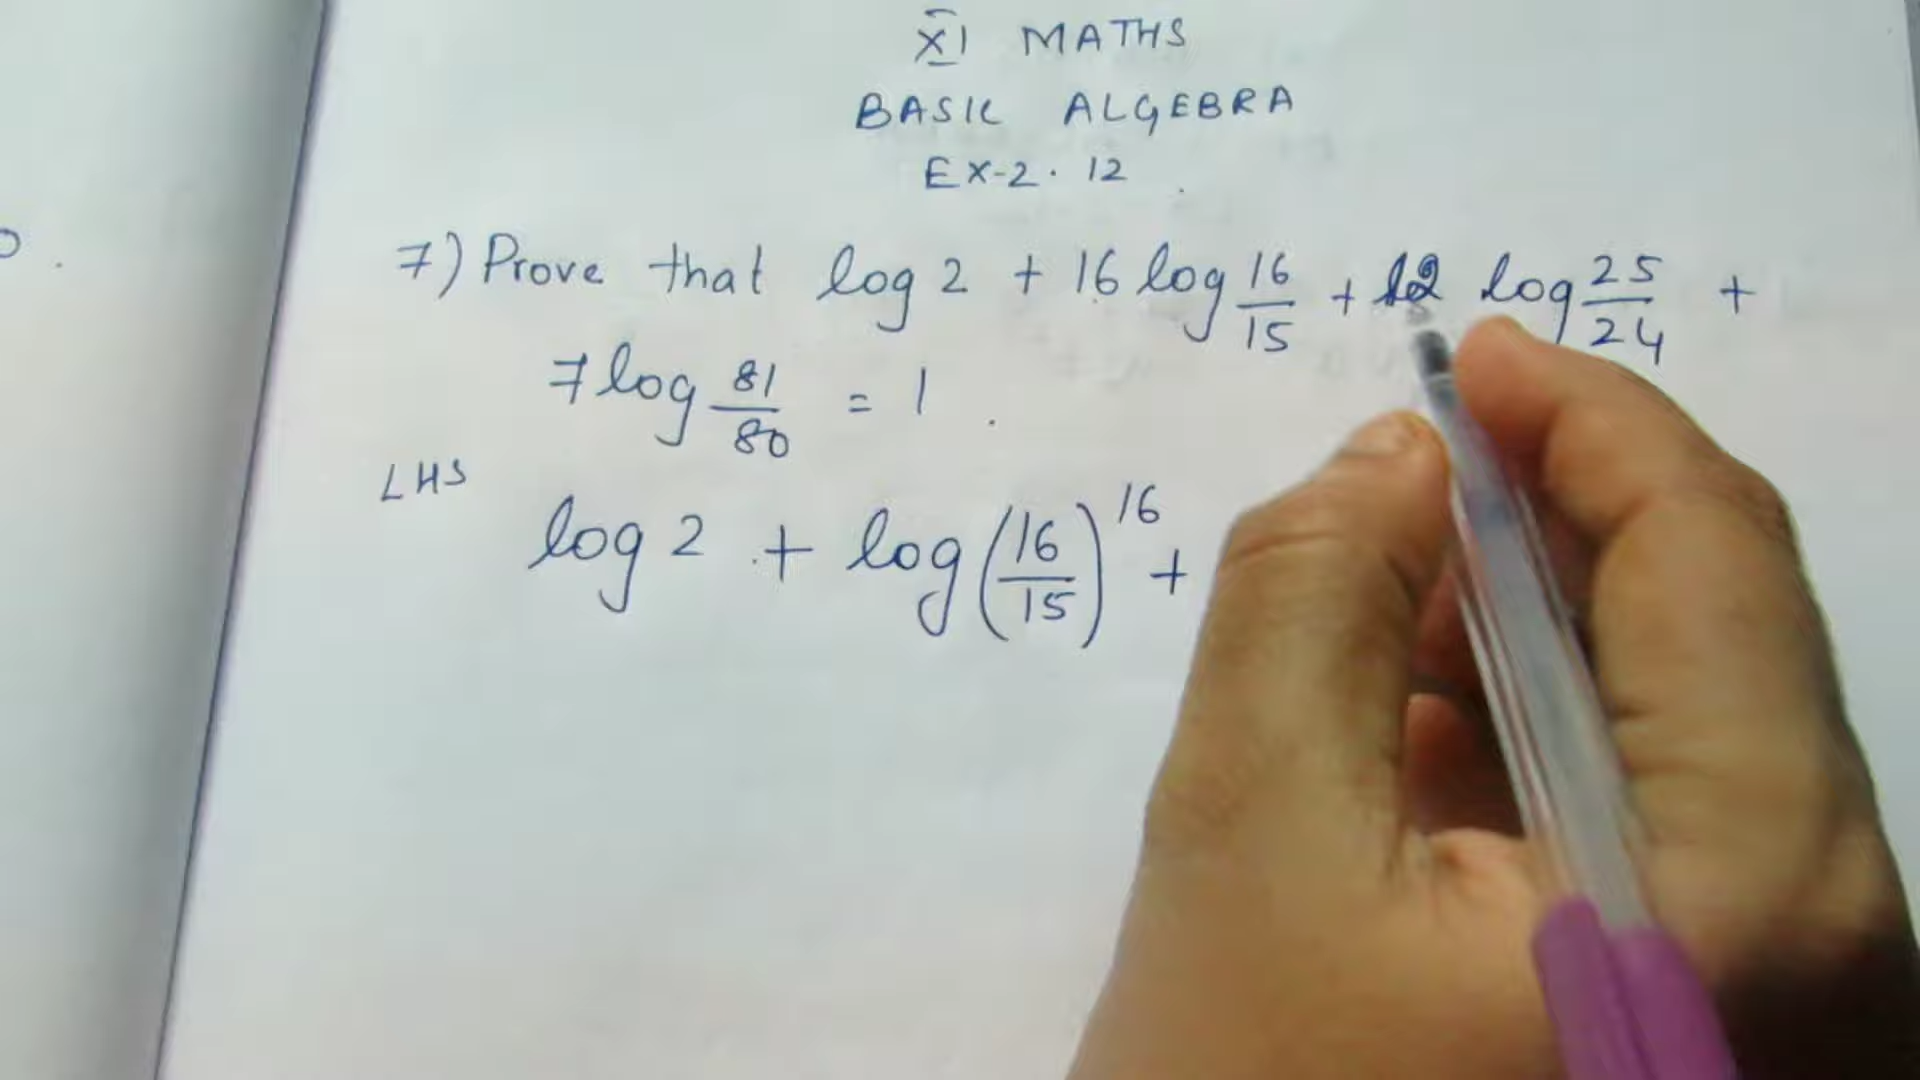 XI MATHS
BASIC ALGEBRA
EX-2.12
7) Prove that log 2 + 16 log 16/15 + 12 log 25/24 +
7 log 81/80 = 1.
LHS
log 2 + log (16/15)^16 +